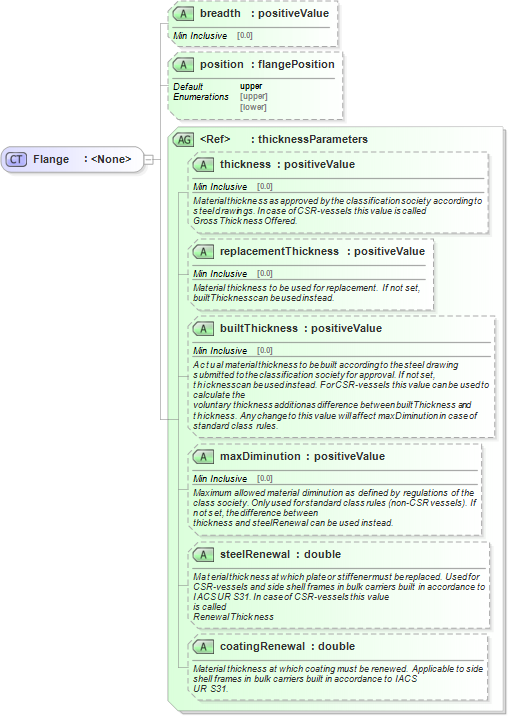 A breadth : positiveValue
Min Inclusive [0.0]
A position : flangePosition
Default upper
Enumerations [upper]
[lower]
CT Flange : <None>
AG <Ref> : thicknessParameters
A thickness : positiveValue
Min Inclusive [0.0]
Material thickness as approved by the classification society according to
steel drawings. In case of CSR-vessels this value is called
Gross Thickness Offered.
A replacementThickness : positiveValue
Min Inclusive [0.0]
Material thickness to be used for replacement. If not set,
builtThickness can be used instead.
A builtThickness : positiveValue
Min Inclusive [0.0]
Actual material thickness to be built according to the steel drawing
submitted to the classification society for approval. If not set,
thickness can be used instead. For CSR-vessels this value can be used to
calculate the
voluntary thickness addition as difference between builtThickness and
thickness. Any change to this value will affect maxDiminution in case of
standard class rules.
A maxDiminution : positiveValue
Min Inclusive [0.0]
Maximum allowed material diminution as defined by regulations of the
class society. Only used for standard class rules (non-CSR vessels). If
not set, the difference between
thickness and steelRenewal can be used instead.
A steelRenewal : double
Material thickness at which plate or stiffener must be replaced. Used for
CSR-vessels and side shell frames in bulk carriers built in accordance to
IACS UR S31. In case of CSR-vessels this value
is called
Renewal Thickness
A coatingRenewal : double
Material thickness at which coating must be renewed. Applicable to side
shell frames in bulk carriers built in accordance to IACS
UR S31.